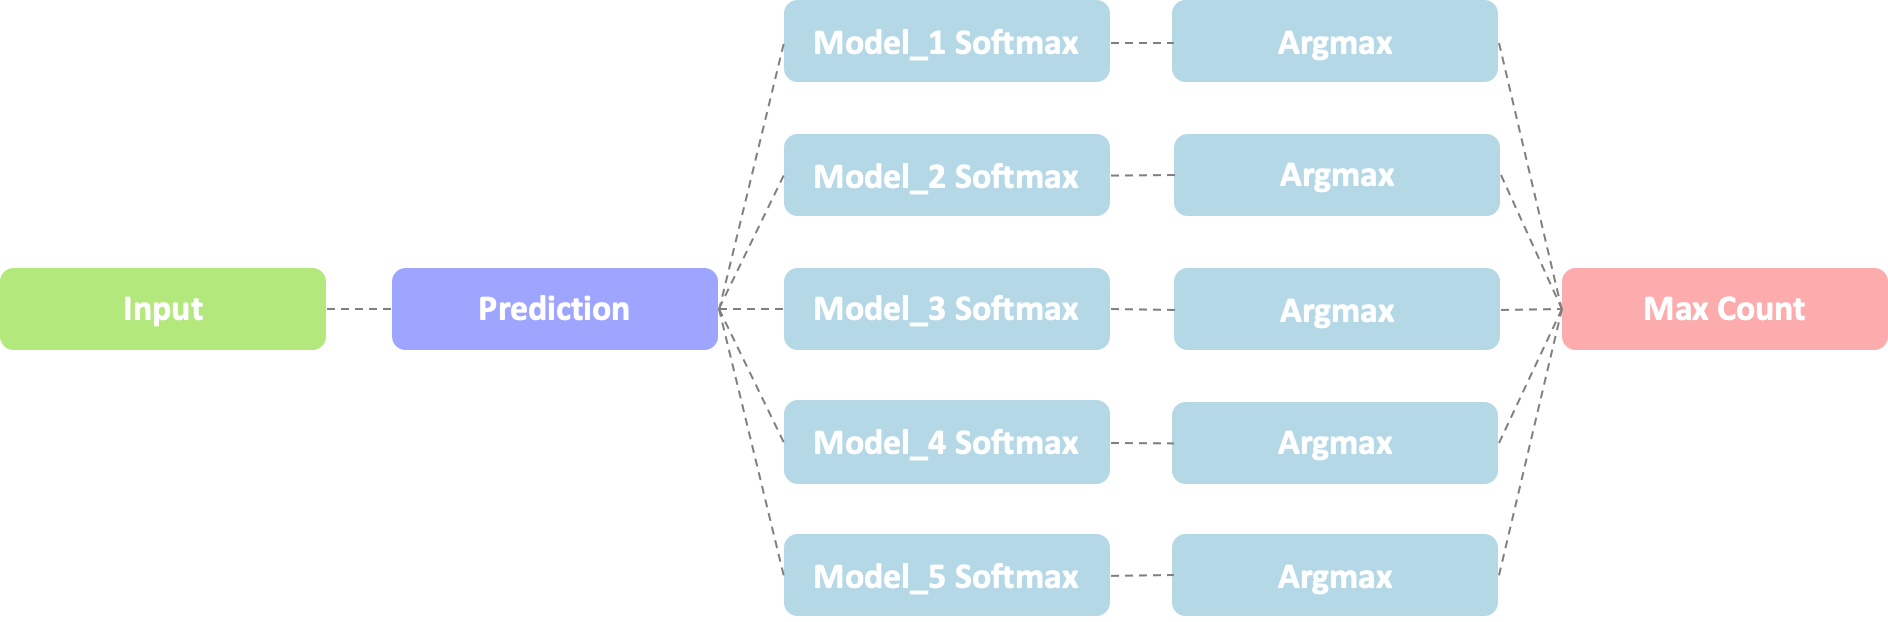 Model_1 Softmax
Argmax
Model_2 Softmax
Argmax
Input
Prediction
Model_3 Softmax
Argmax
Max Count
Model_4 Softmax
Argmax
Model_5 Softmax
Argmax